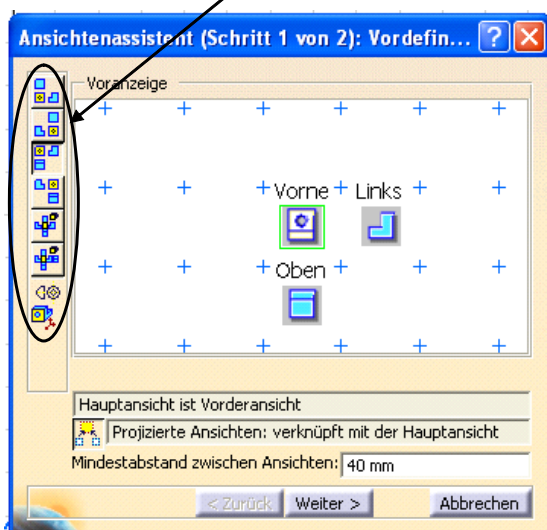 Ansichtenassistent (Schritt 1 von 2): Vordefin...
Voranzeige
Vorne Links
Oben
Hauptansicht ist Vorderansicht
Projizierte Ansichten: verknüpft mit der Hauptansicht
Mindestabstand zwischen Ansichten: 40 mm
< Zurück Weiter > Abbrechen